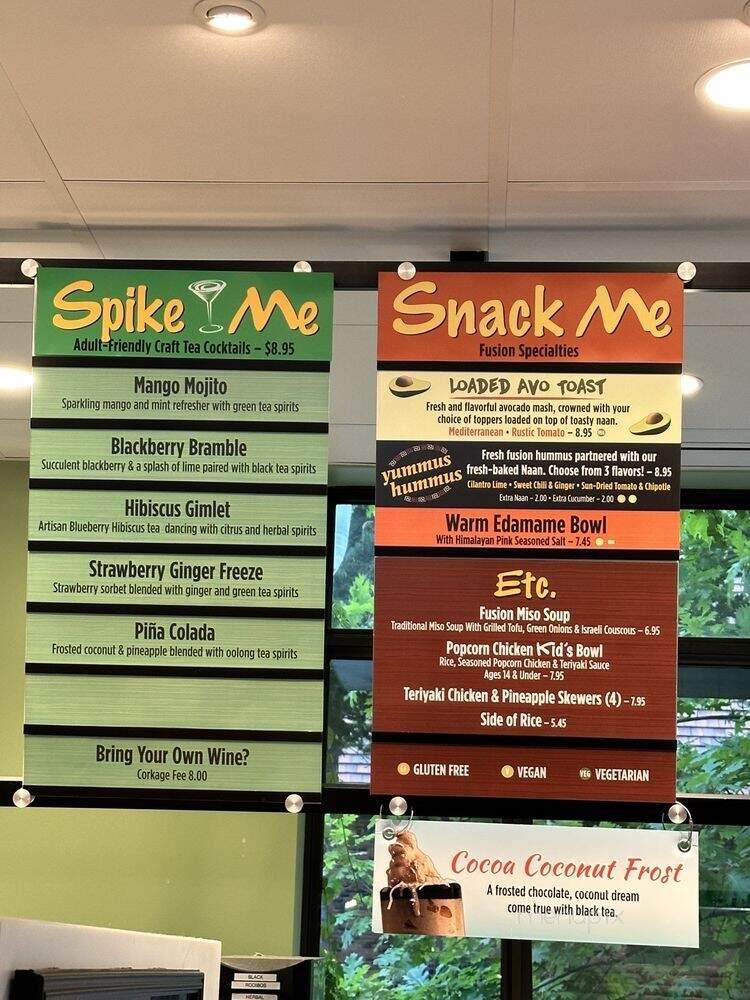 Spike Me
Adult-Friendly Craft Tea Cocktails – $8.95
Mango Mojito
Sparkling mango and mint refresher with green tea spirits
Blackberry Bramble
Succulent blackberry & a splash of lime paired with black tea spirits
Hibiscus Gimlet
Artisan Blueberry Hibiscus tea dancing with citrus and herbal spirits
Strawberry Ginger Freeze
Strawberry sorbet blended with ginger and green tea spirits
Piña Colada
Frosted coconut & pineapple blended with oolong tea spirits
Bring Your Own Wine?
Corkage Fee 8.00
Snack Me
Fusion Specialties
LOADED AVO TOAST
Fresh and flavorful avocado mash, crowned with your
choice of toppers loaded on top of toasty naan.
Mediterranean • Rustic Tomato – 8.95
yummus
hummus
Fresh fusion hummus partnered with our
fresh-baked Naan. Choose from 3 flavors! – 8.95
Cilantro Lime • Sweet Chili & Ginger • Sun-Dried Tomato & Chipotle
Extra Naan – 2.00 • Extra Cucumber – 2.00
Warm Edamame Bowl
With Himalayan Pink Seasoned Salt – 7.45
Etc.
Fusion Miso Soup
Traditional Miso Soup With Grilled Tofu, Green Onions & Israeli Couscous – 6.95
Popcorn Chicken Kid's Bowl
Rice, Seasoned Popcorn Chicken & Teriyaki Sauce
Ages 14 & Under – 7.95
Teriyaki Chicken & Pineapple Skewers (4) – 7.95
Side of Rice – 5.45
GLUTEN FREE V VEGAN VEG VEGETARIAN
Cocoa Coconut Frost
A frosted chocolate, coconut dream
come true with black tea.
menupix
BLACK
ROOIBOS
HERBAL